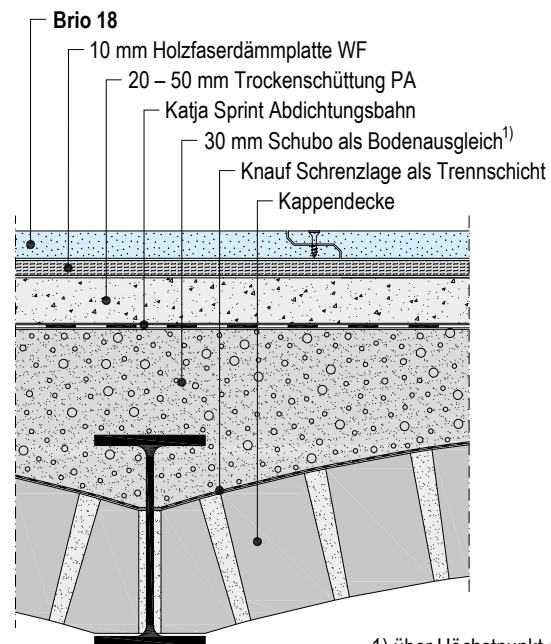 Brio 18
10 mm Holzfaserdämmplatte WF
20 – 50 mm Trockenschüttung PA
Katja Sprint Abdichtungsbahn
30 mm Schubo als Bodenausgleich¹⁾
Knauf Schrenzlage als Trennschicht
Kappendecke
1) über Höchstpunkt